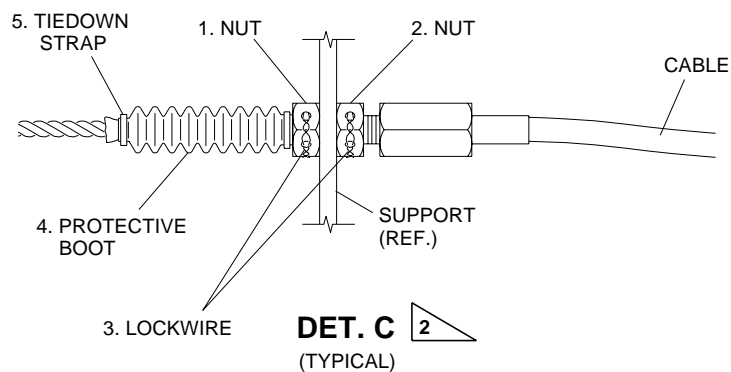 5. TIEDOWN
STRAP
1. NUT
2. NUT
CABLE
4. PROTECTIVE
BOOT
SUPPORT
(REF.)
3. LOCKWIRE
DET. C 2
(TYPICAL)